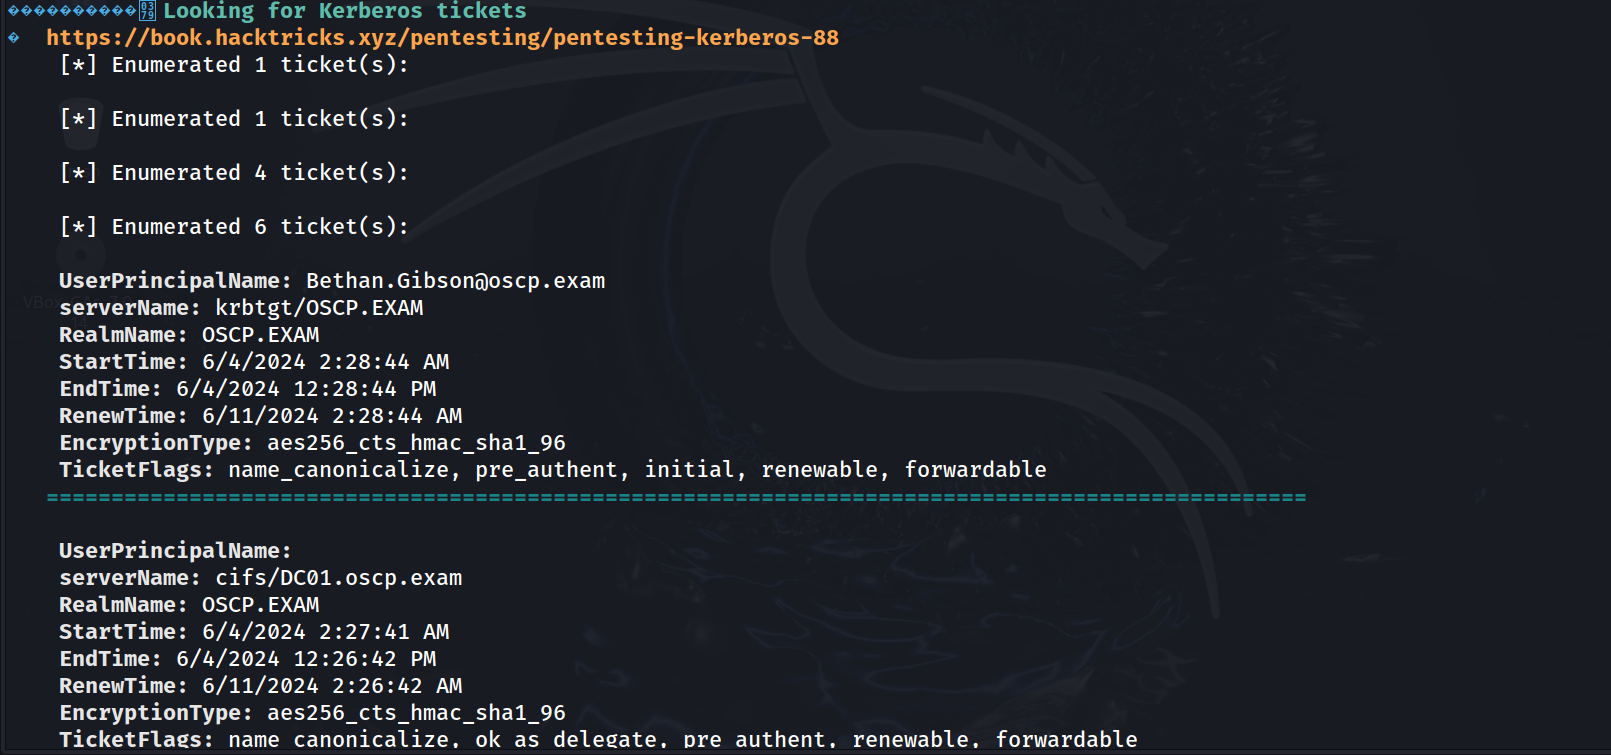 ������������͹ Looking for Kerberos tickets
� https://book.hacktricks.xyz/pentesting/pentesting-kerberos-88
[*] Enumerated 1 ticket(s):
[*] Enumerated 1 ticket(s):
[*] Enumerated 4 ticket(s):
[*] Enumerated 6 ticket(s):
UserPrincipalName: Bethan.Gibson@oscp.exam
serverName: krbtgt/OSCP.EXAM
RealmName: OSCP.EXAM
StartTime: 6/4/2024 2:28:44 AM
EndTime: 6/4/2024 12:28:44 PM
RenewTime: 6/11/2024 2:28:44 AM
EncryptionType: aes256_cts_hmac_sha1_96
TicketFlags: name_canonicalize, pre_authent, initial, renewable, forwardable
=================================================================================================
UserPrincipalName:
serverName: cifs/DC01.oscp.exam
RealmName: OSCP.EXAM
StartTime: 6/4/2024 2:27:41 AM
EndTime: 6/4/2024 12:26:42 PM
RenewTime: 6/11/2024 2:26:42 AM
EncryptionType: aes256_cts_hmac_sha1_96
TicketFlags: name_canonicalize, ok_as_delegate, pre_authent, renewable, forwardable